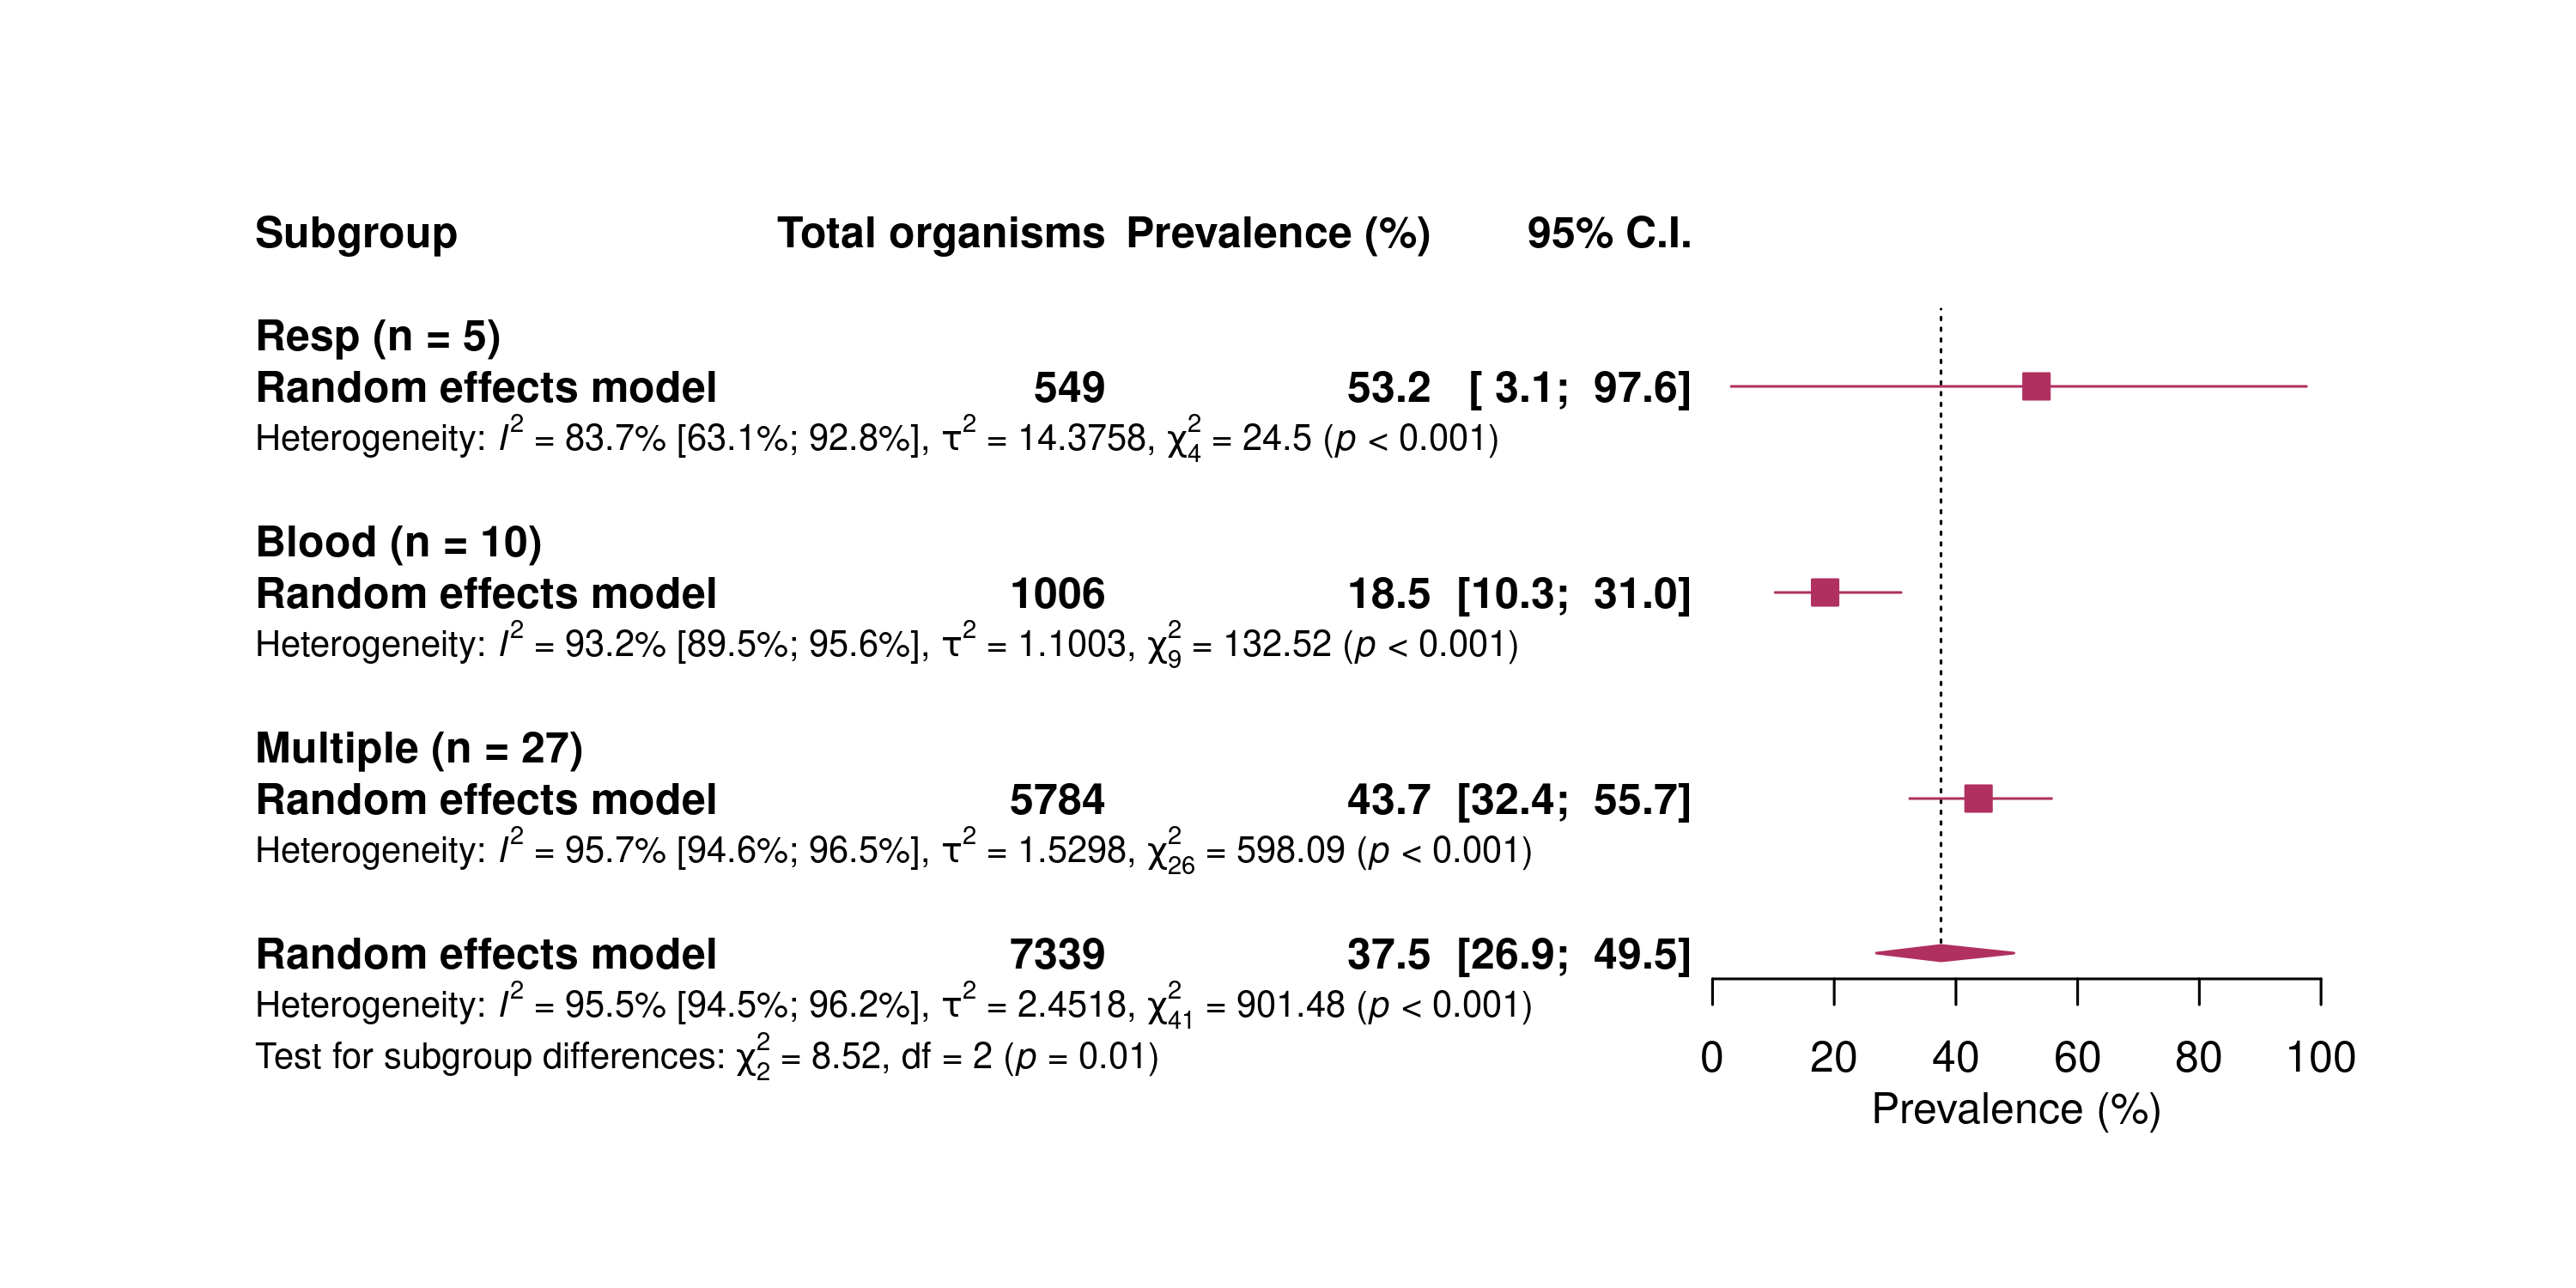 Subgroup Total organisms Prevalence (%) 95% C.I.
Resp (n = 5)
Random effects model 549 53.2 [ 3.1; 97.6]
Heterogeneity: I² = 83.7% [63.1%; 92.8%], τ² = 14.3758, χ²₄ = 24.5 (p < 0.001)
Blood (n = 10)
Random effects model 1006 18.5 [10.3; 31.0]
Heterogeneity: I² = 93.2% [89.5%; 95.6%], τ² = 1.1003, χ²₉ = 132.52 (p < 0.001)
Multiple (n = 27)
Random effects model 5784 43.7 [32.4; 55.7]
Heterogeneity: I² = 95.7% [94.6%; 96.5%], τ² = 1.5298, χ²₂₆ = 598.09 (p < 0.001)
Random effects model 7339 37.5 [26.9; 49.5]
Heterogeneity: I² = 95.5% [94.5%; 96.2%], τ² = 2.4518, χ²₄₁ = 901.48 (p < 0.001)
Test for subgroup differences: χ²₂ = 8.52, df = 2 (p = 0.01)
0 20 40 60 80 100
Prevalence (%)